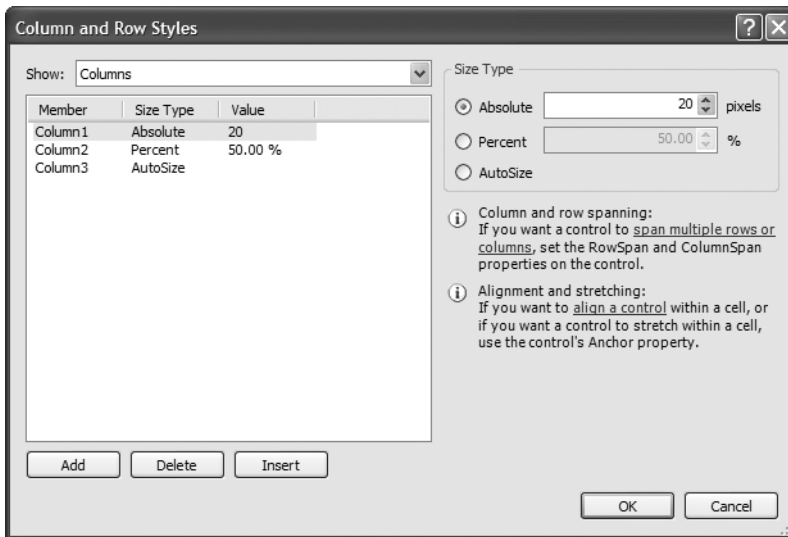 Column and Row Styles
Show: Columns
Member Size Type Value
Column1 Absolute 20
Column2 Percent 50.00 %
Column3 AutoSize
Add Delete Insert
Size Type
Absolute 20 pixels
Percent 50.00 %
AutoSize
Column and row spanning:
If you want a control to span multiple rows or
columns, set the RowSpan and ColumnSpan
properties on the control.
Alignment and stretching:
If you want to align a control within a cell, or
if you want a control to stretch within a cell,
use the control's Anchor property.
OK Cancel